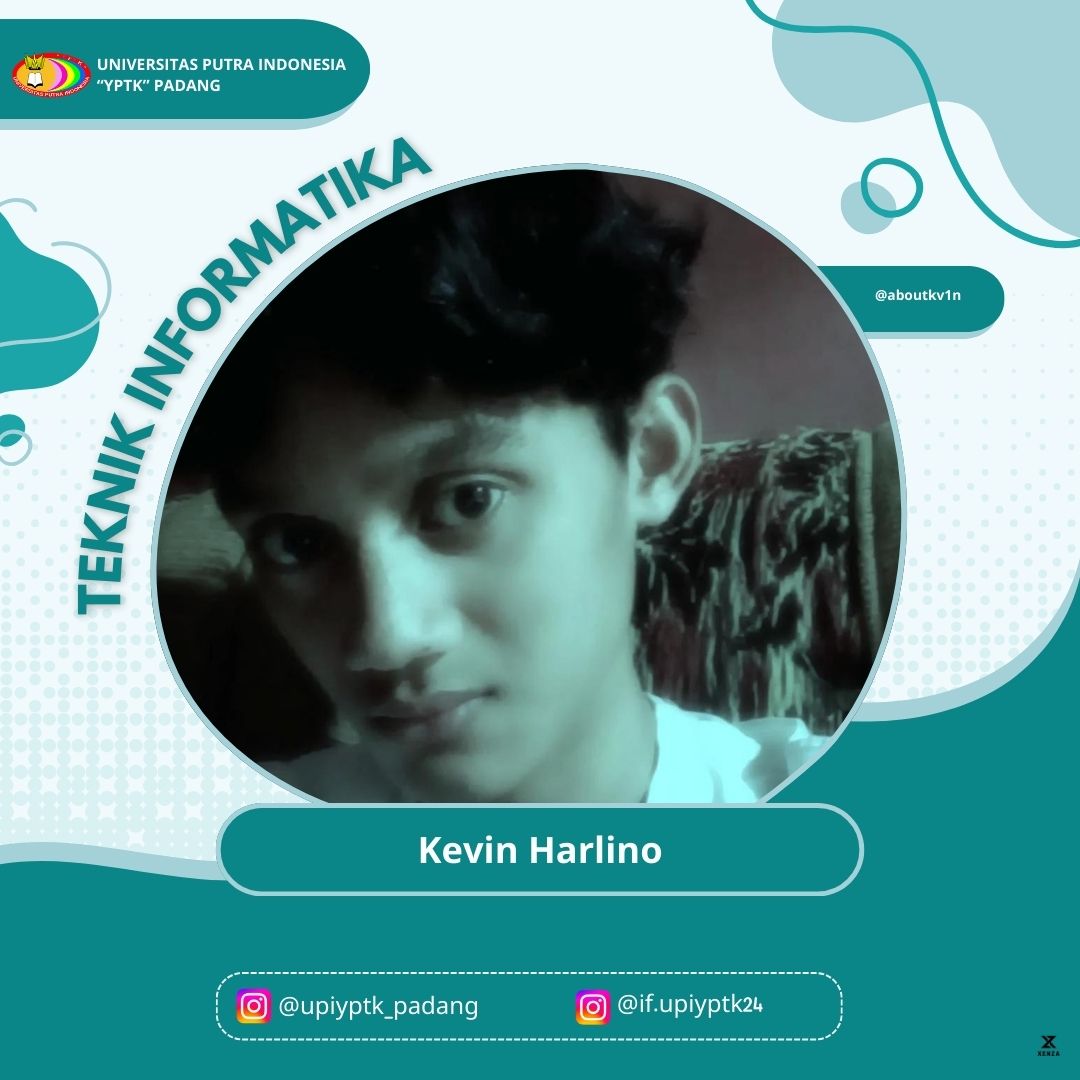 UNIVERSITAS PUTRA INDONESIA
“YPTK” PADANG
TEKNIK INFORMATIKA
@aboutkv1n
Kevin Harlino
@upiyptk_padang
@if.upiyptk24
XENZA